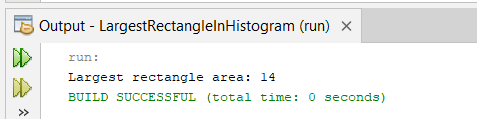 Output - LargestRectangleInHistogram (run)
run:
Largest rectangle area: 14
BUILD SUCCESSFUL (total time: 0 seconds)